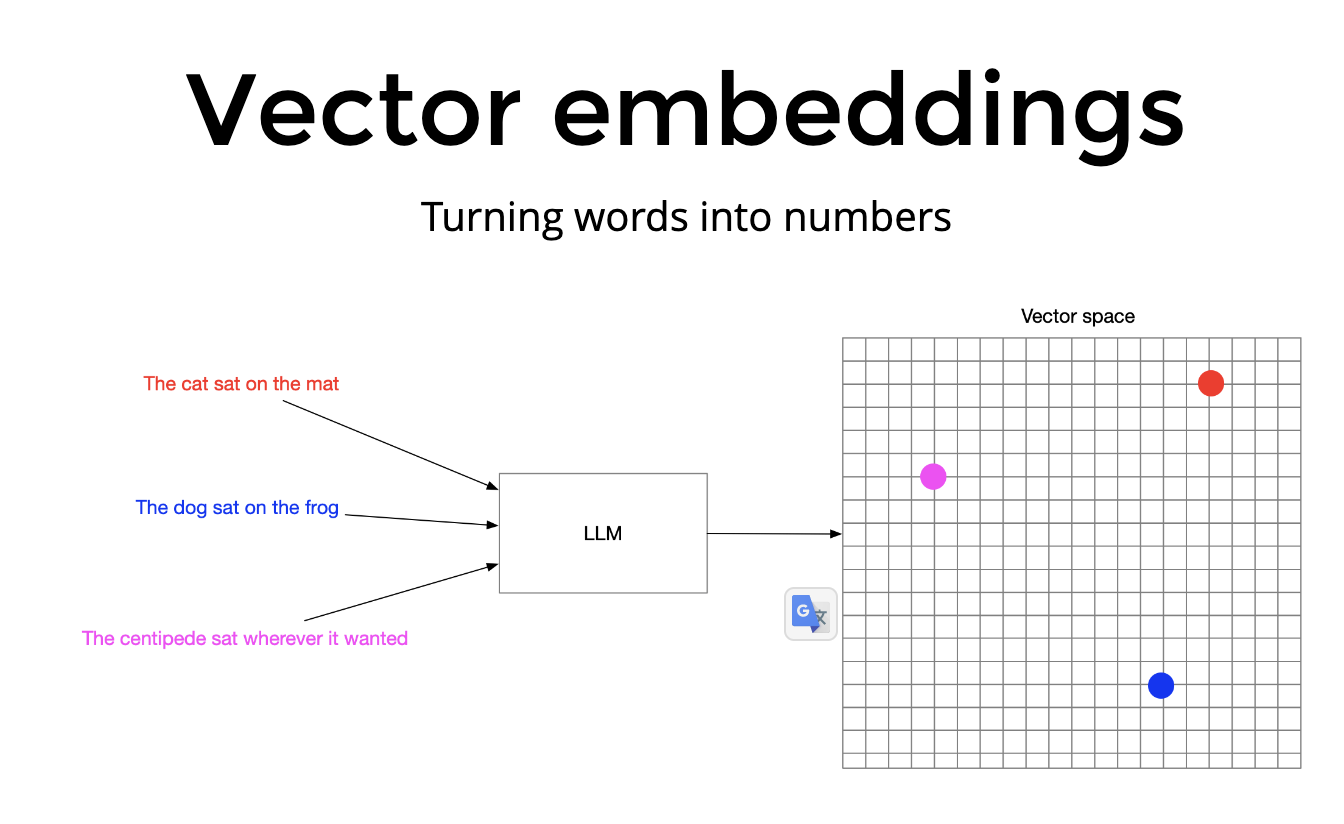 Vector embeddings
Turning words into numbers
Vector space
The cat sat on the mat
The dog sat on the frog
LLM
The centipede sat wherever it wanted
G 文